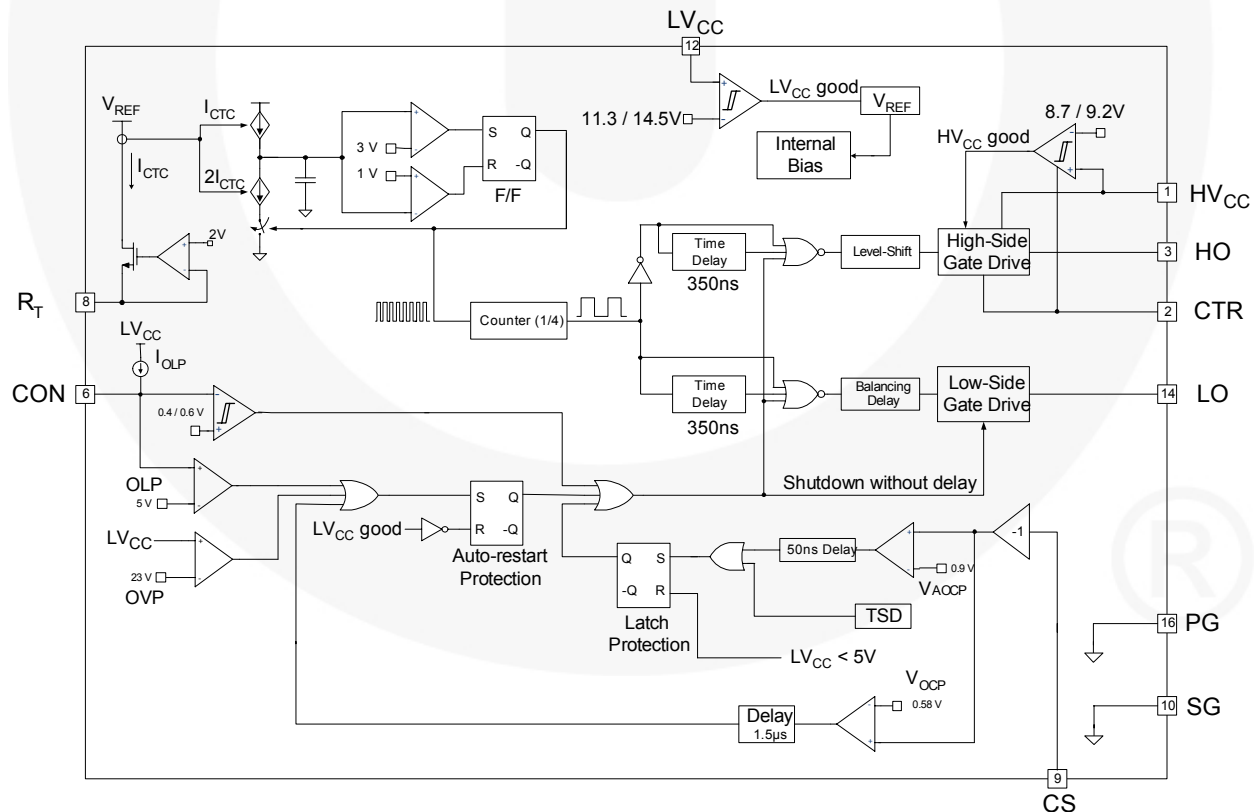 LVCC
12
VREF
ICTC
ICTC
2ICTC
3 V
1 V
S Q
R -Q
F/F
2V
11.3 / 14.5V
LVCC good
VREF
Internal
Bias
8.7 / 9.2V
HVCC good
1
HVCC
Time
Delay
350ns
Level-Shift
High-Side
Gate Drive
3
HO
2
CTR
8
RT
Counter (1/4)
LVCC
IOLP
6
CON
0.4 / 0.6 V
Time
Delay
350ns
Balancing
Delay
Low-Side
Gate Drive
14
LO
Shutdown without delay
OLP
5 V
LVCC
23 V
OVP
LVCC good
S Q
R -Q
Auto-restart
Protection
Q S
-Q R
Latch
Protection
50ns Delay
-1
0.9 V
VAOCP
TSD
LVCC < 5V
16
PG
VOCP
0.58 V
Delay
1.5μs
10
SG
9
CS
®